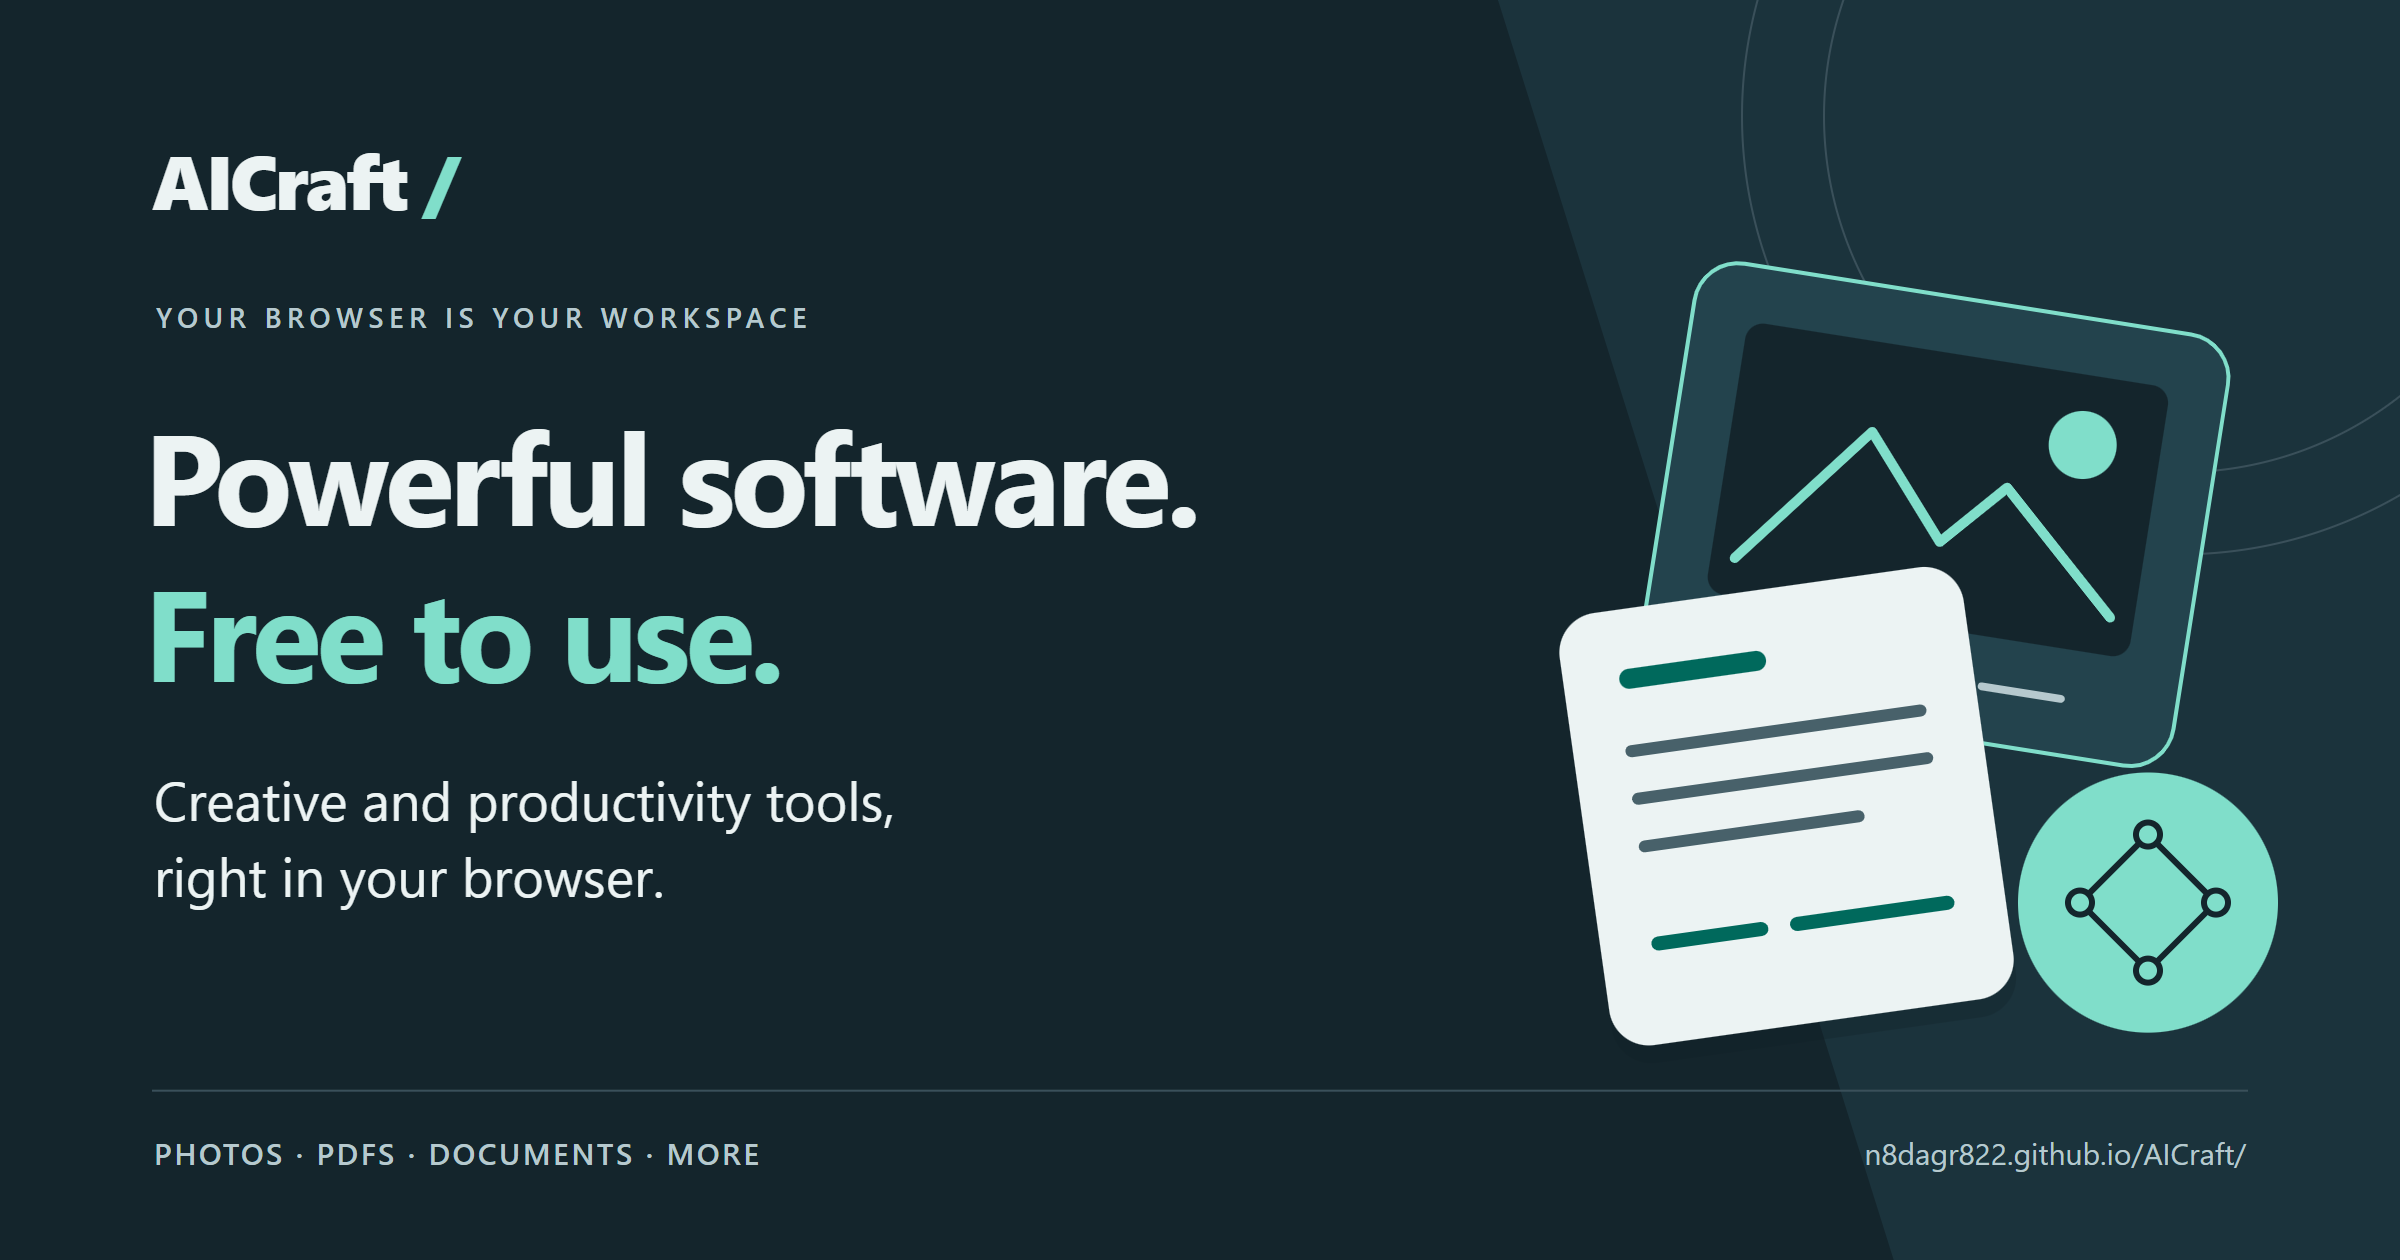 AICraft /
YOUR BROWSER IS YOUR WORKSPACE
Powerful software.
Free to use.
Creative and productivity tools,
right in your browser.
PHOTOS · PDFS · DOCUMENTS · MORE
n8dagr822.github.io/AICraft/